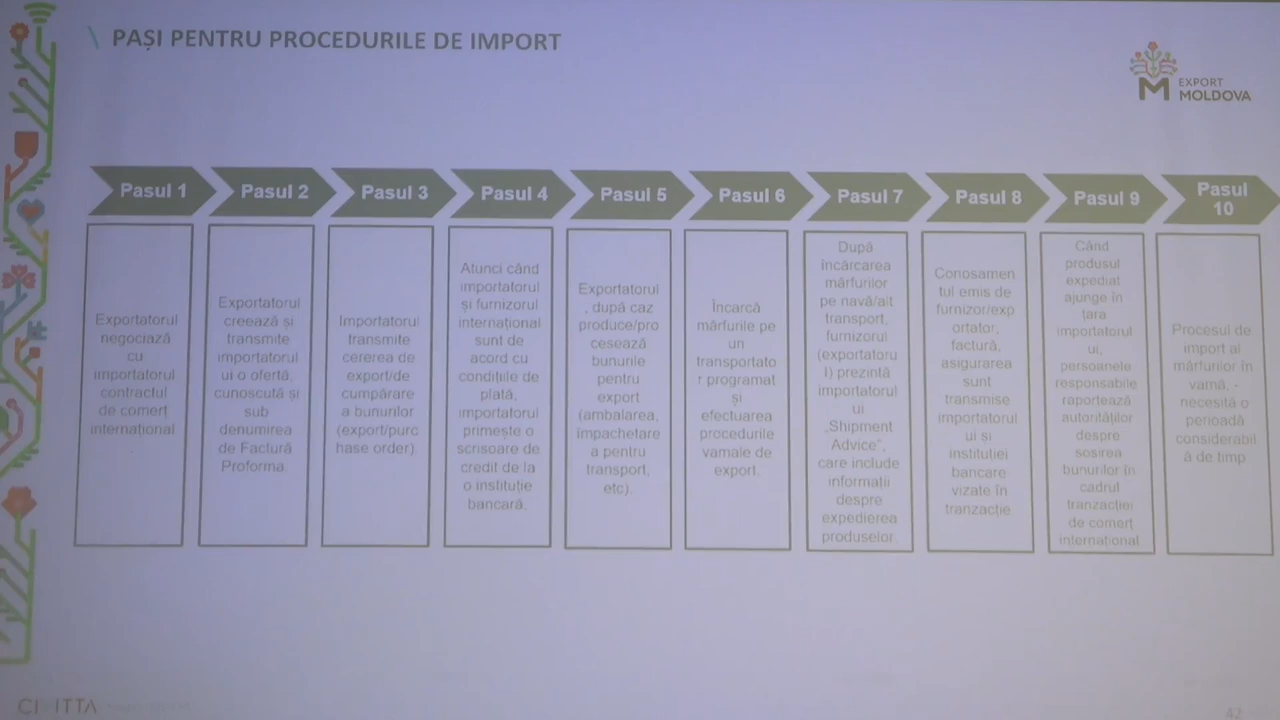 PAȘI PENTRU PROCEDURILE DE IMPORT
EXPORT
MOLDOVA
Pasul 1
Exportatorul
negociază
cu
importatorul
contractul
de comerț
internațional
Pasul 2
Exportatorul
creează și
transmite
importatorul
ui o ofertă,
cunoscută și
sub
denumirea
de Factură
Proforma.
Pasul 3
Importatorul
transmite
cererea de
export/de
cumpărare
a bunurilor
(export/purc
hase order).
Pasul 4
Atunci când
importatorul
și furnizorul
internațional
sunt de
acord cu
condițiile de
plată,
importatorul
primește o
scrisoare de
credit de la
o instituție
bancară.
Pasul 5
Exportatorul
, după caz
produce/pro
cesează
bunurile
pentru
export
(ambalarea,
împachetare
a pentru
transport,
etc).
Pasul 6
Încarcă
mărfurile pe
un
transportato
r programat
și
efectuarea
procedurile
vamale de
export.
Pasul 7
După
încărcarea
mărfurilor
pe navă/alt
transport,
furnizorul
(exportatoru
l) prezintă
importatorul
ui
„Shipment
Advice”,
care include
informații
despre
expedierea
produselor
Pasul 8
Conosamen
tul emis de
furnizor/exp
ortator,
factură,
asigurarea
sunt
transmise
importatorul
ui si
instituției
bancare
vizate în
tranzacție
Pasul 9
Când
produsul
expediat
ajunge în
țara
importatorul
ui,
persoanele
responsabile
raportează
autorităților
despre
sosirea
bunurilor în
cadrul
tranzacției
de comerț
internațional
Pasul
10
Procesul de
import al
mărfurilor în
vamă, -
necesită o
perioadă
considerabil
ă de timp
CIVITTA
42